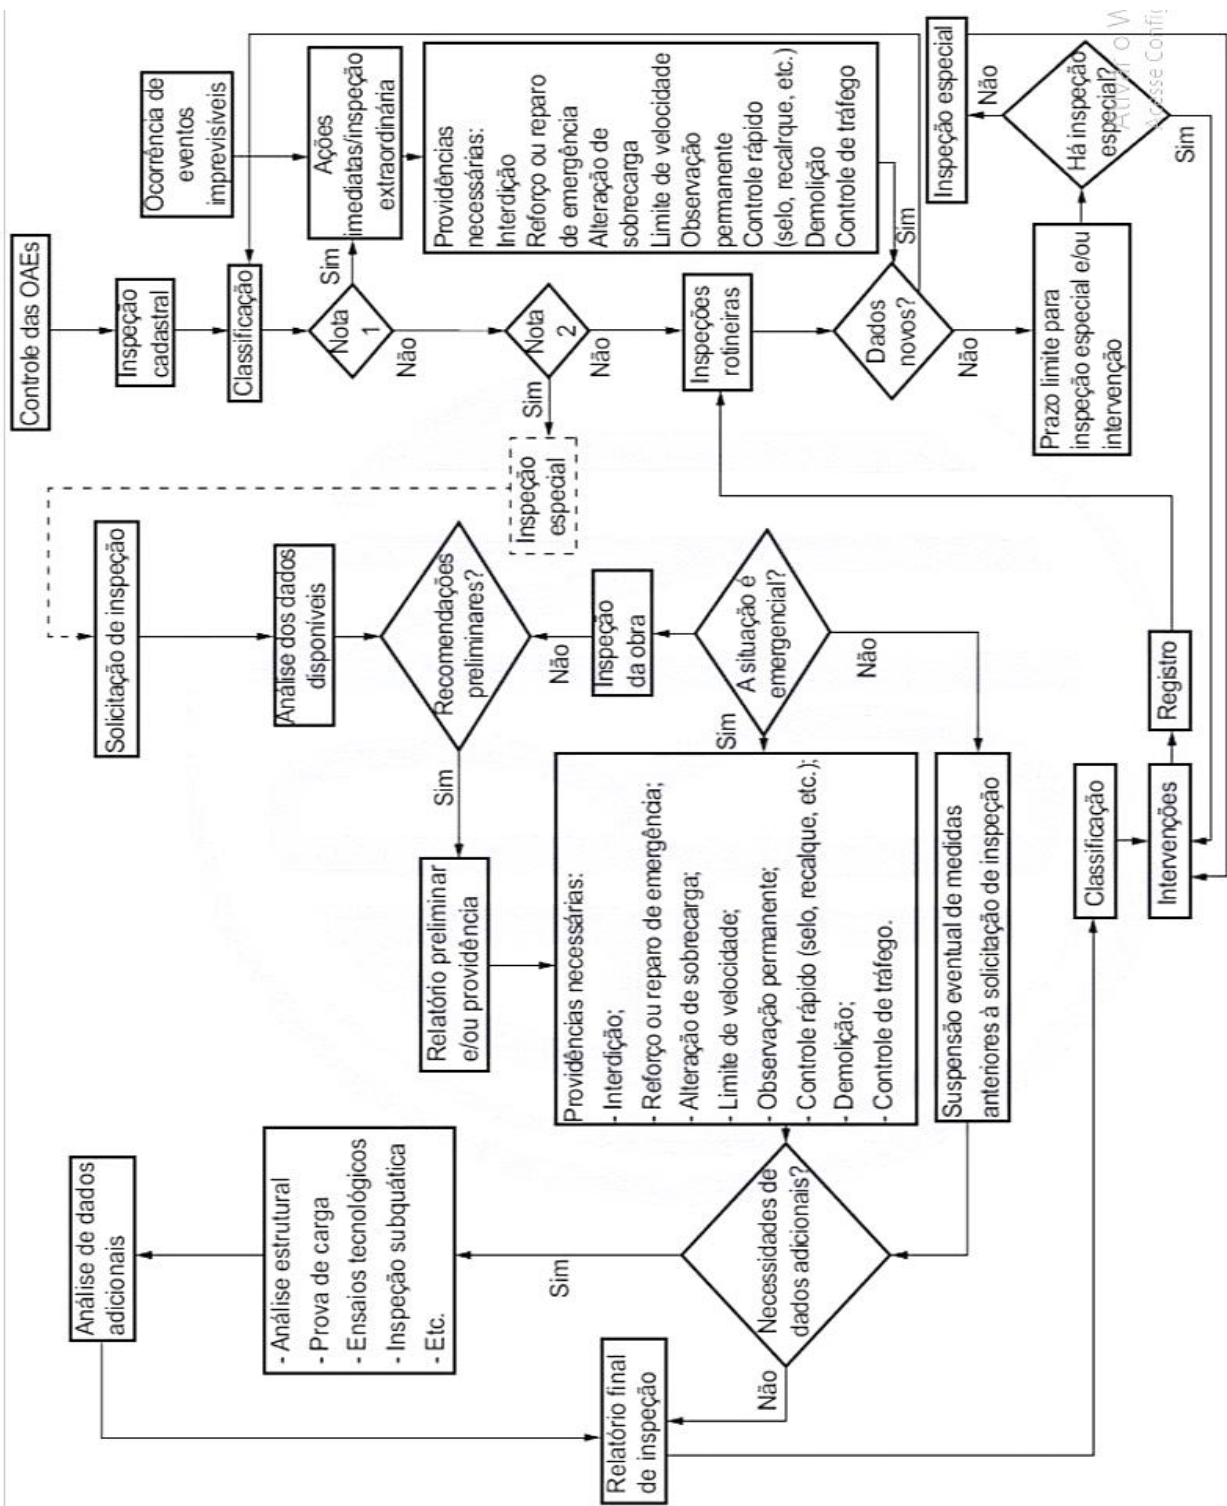 Controle das OAEs
Inspeção
cadastral
Classificação
Nota
1
Sim
Não
Ocorrência de
eventos
imprevisíveis
Ações
imediatas/inspeção
extraordinária
Providências
necessárias:
Interdição
Reforço ou reparo
de emergência
Alteração de
sobrecarga
Limite de velocidade
Observação
permanente
Controle rápido
(selo, recalrque, etc.)
Demolição
Controle de tráfego
Nota
2
Sim
Não
Inspeção
especial
Inspeções
rotineiras
Dados
novos?
Sim
Não
Prazo limite para
inspeção especial e/ou
intervenção
Há inspeção
especial?
Não
Sim
Inspeção especial
Solicitação de inspeção
Análise dos dados
disponíveis
Recomendações
preliminares?
Sim
Não
Inspeção
da obra
A situação é
emergencial?
Sim
Não
Relatório preliminar
e/ou providência
Providências necessárias:
- Interdição;
- Reforço ou reparo de emergência;
- Alteração de sobrecarga;
- Limite de velocidade;
- Observação permanente;
- Controle rápido (selo, recalque, etc.);
- Demolição;
- Controle de tráfego.
Suspensão eventual de medidas
anteriores à solicitação de inspeção
Necessidades de
dados adicionais?
Sim
Não
- Análise estrutural
- Prova de carga
- Ensaios tecnológicos
- Inspeção subquática
- Etc.
Análise de dados
adicionais
Relatório final
de inspeção
Classificação
Intervenções
Registro
Ativar o W
Acesse Config